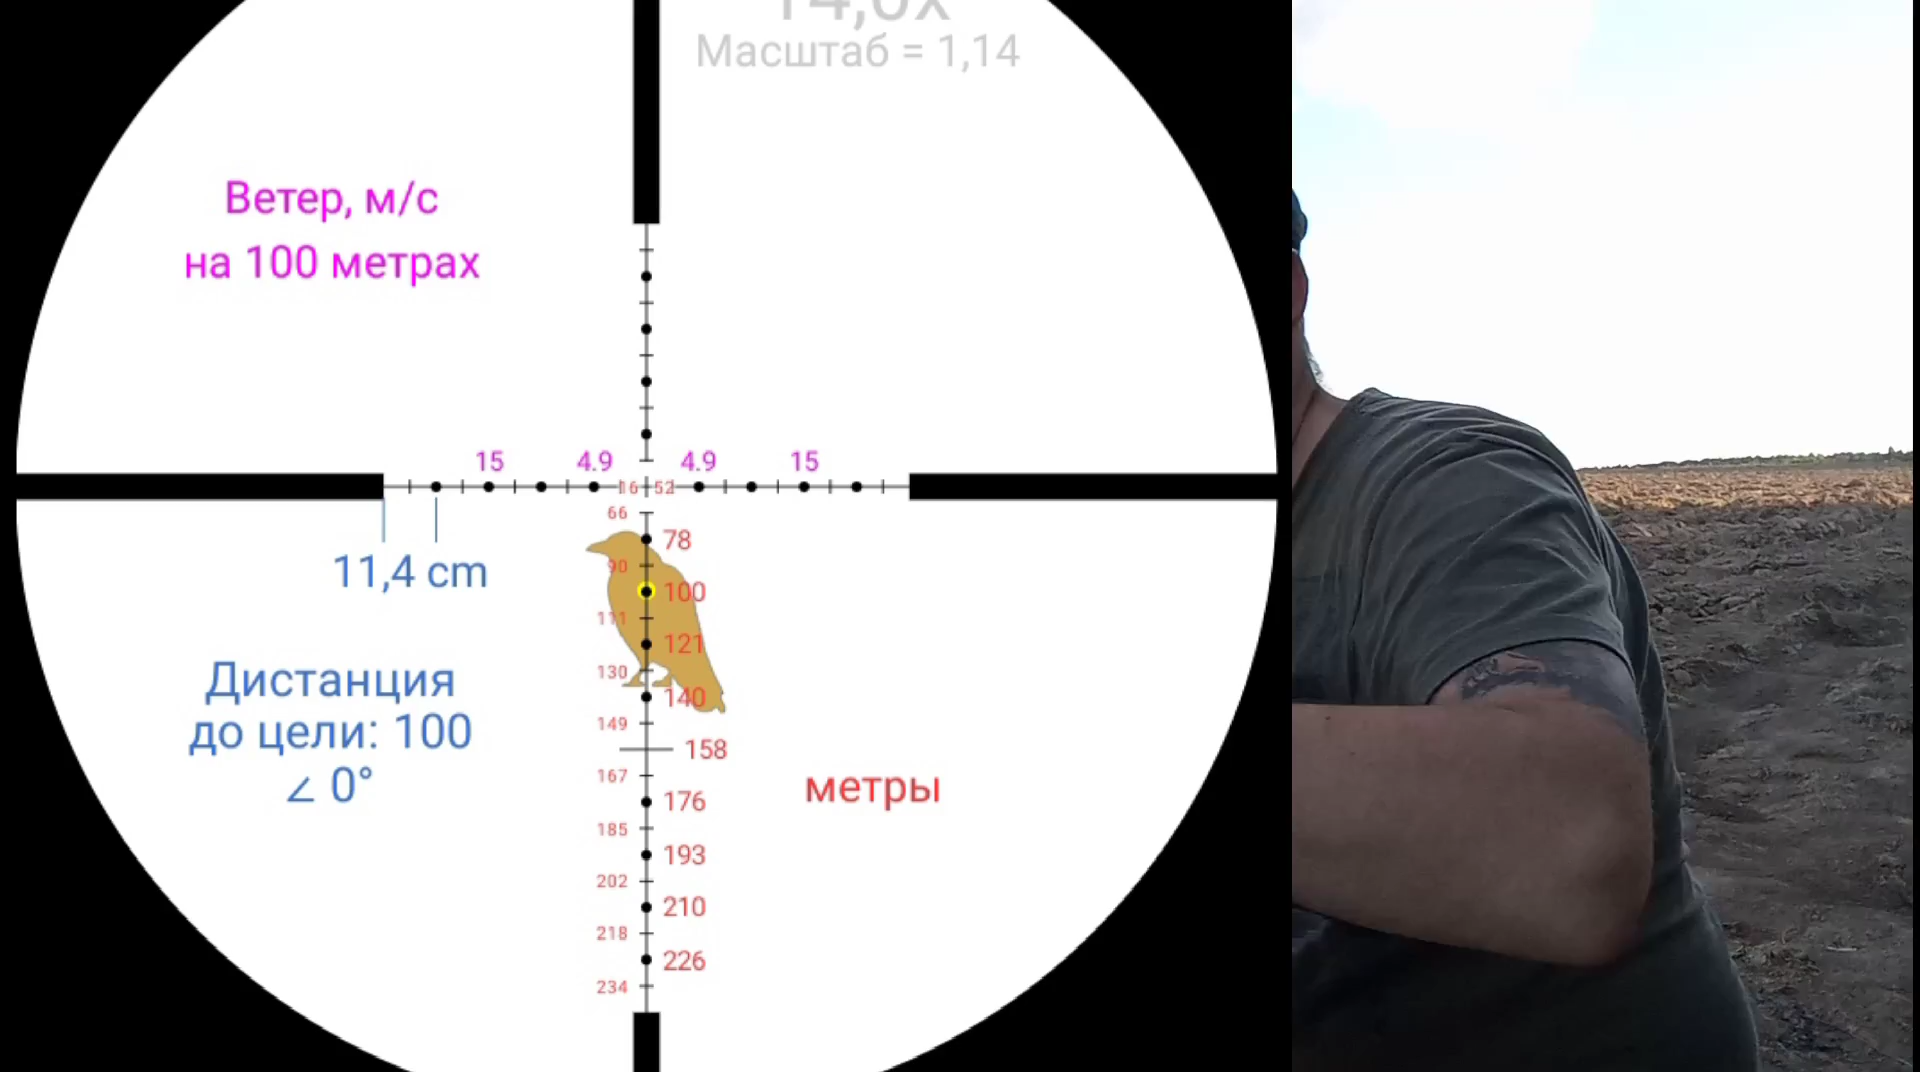 Масштаб = 1,14
Ветер, м/с
на 100 метрах
15 4.9 4.9 15
16 52
66
78
11,4 cm
90
100
111
121
130
Дистанция
140
до цели: 100
149
158
∠ 0°
167
метры
176
185
193
202
210
218
226
234